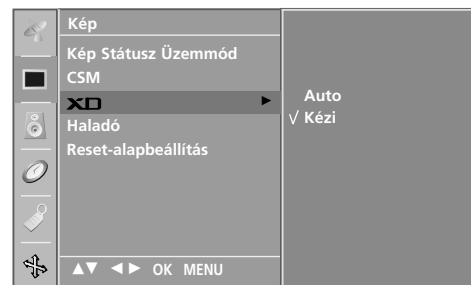 Kép
Kép Státusz Üzemmód
CSM
XD
Haladó
Reset-alapbeállítás
▲▼ ◄► OK MENU
Auto
√ Kézi